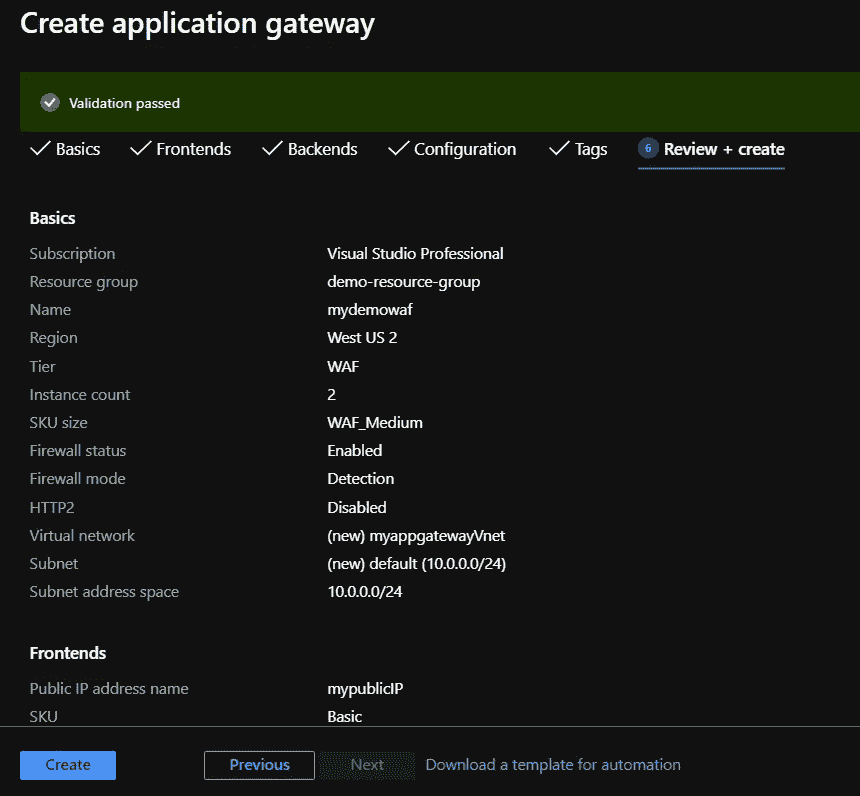 Create application gateway
Validation passed
Basics Frontends Backends Configuration Tags 6 Review + create
Basics
Subscription Visual Studio Professional
Resource group demo-resource-group
Name mydemowaf
Region West US 2
Tier WAF
Instance count 2
SKU size WAF_Medium
Firewall status Enabled
Firewall mode Detection
HTTP2 Disabled
Virtual network (new) myappgatewayVnet
Subnet (new) default (10.0.0.0/24)
Subnet address space 10.0.0.0/24
Frontends
Public IP address name mypublicIP
SKU Basic
Create Previous Next Download a template for automation